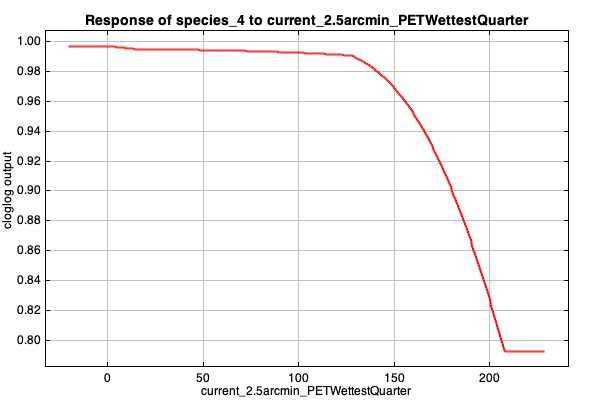 Response of species_4 to current_2.5arcmin_PETWettestQuarter
1.00
0.98
0.96
0.94
0.92
0.90
0.88
0.86
0.84
0.82
0.80
cloglog output
0 50 100 150 200
current_2.5arcmin_PETWettestQuarter